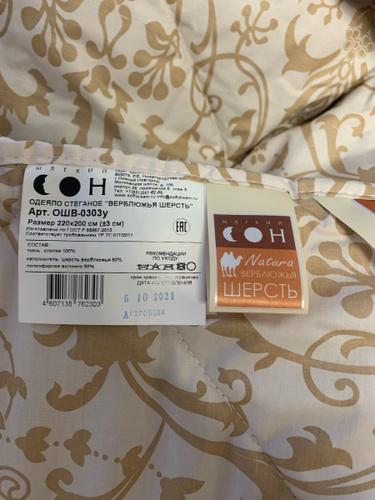 МЯГКИЙ
СОН
ОДЕЯЛО СТЕГАНОЕ "ВЕРБЛЮЖЬЯ ШЕРСТЬ"
Арт. ОШВ-0303у
Размер 220х200 см (±3 см)
Изготовлено по ГОСТ Р 55857-2013
Соответствует требованиям ТР ТС 017/2011
СОСТАВ:
ткань: хлопок 100%
наполнитель: шерсть верблюжья 50%
полиэфирное волокно 50%
РЕКОМЕНДАЦИИ
ПО УХОДУ
ДАТА ИЗГОТОВЛЕНИЯ
4 607138 762303
6 10 2021
EAC
МЯГКИЙ
СОН
Natura
ВЕРБЛЮЖЬЯ
ШЕРСТЬ